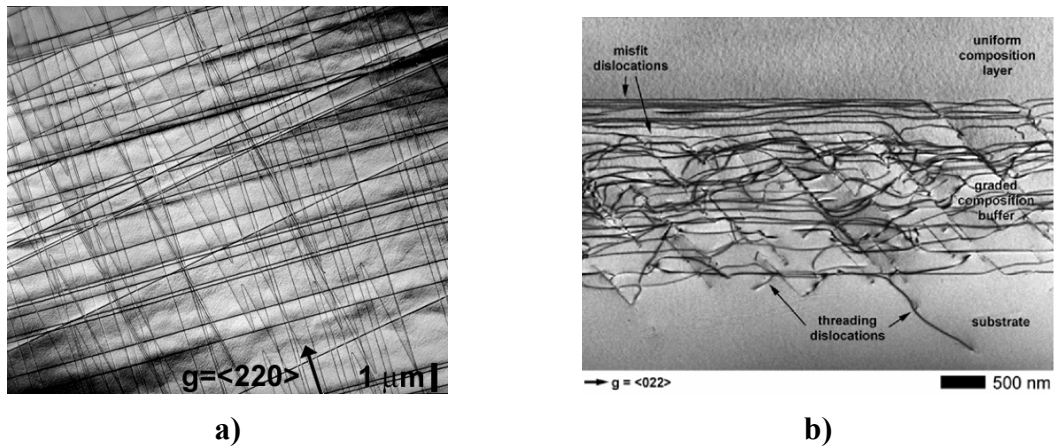 g=<220>
1 μm
a)
misfit
dislocations
uniform
composition
layer
graded
composition
buffer
threading
dislocations
substrate
g = <022>
500 nm
b)